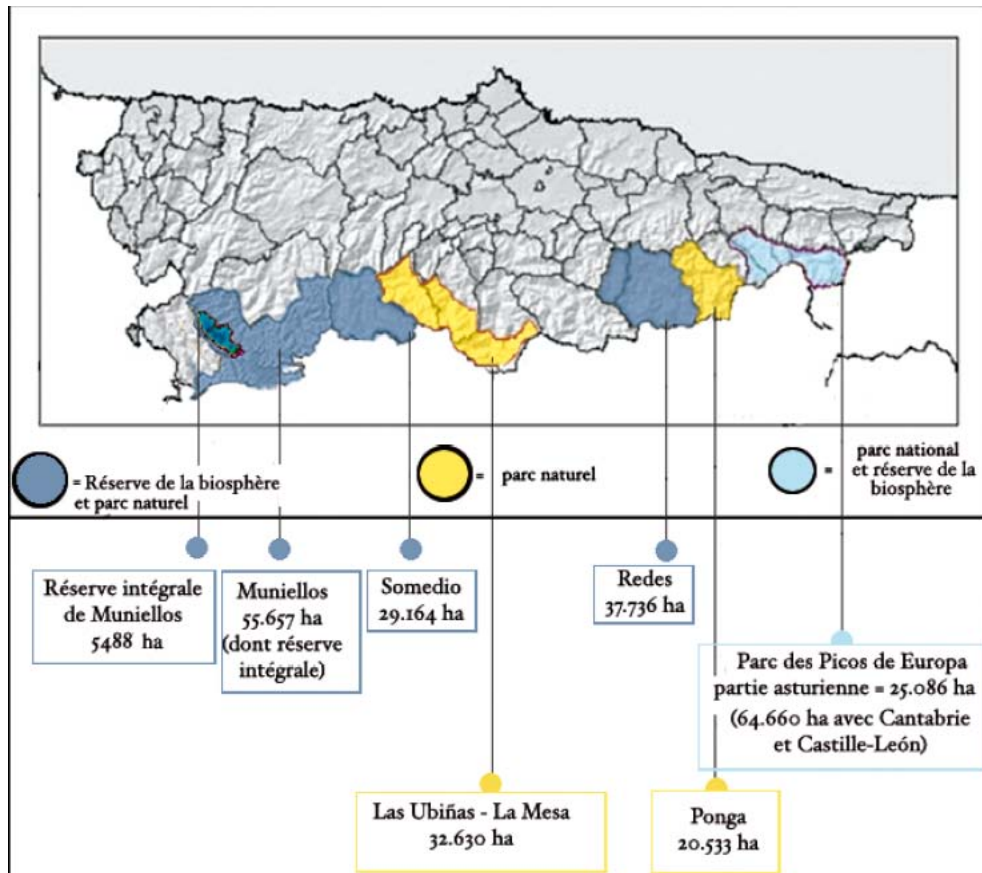 = Réserve de la biosphère
et parc naturel
= parc naturel
parc national
= et réserve de la
biosphère
Réserve intégrale
de Muniellos
5488 ha
Muniellos
55.657 ha
(dont réserve
intégrale)
Somedio
29.164 ha
Redes
37.736 ha
Parc des Picos de Europa
partie asturienne = 25.086 ha
(64.660 ha avec Cantabrie
et Castille-León)
Las Ubiñas - La Mesa
32.630 ha
Ponga
20.533 ha